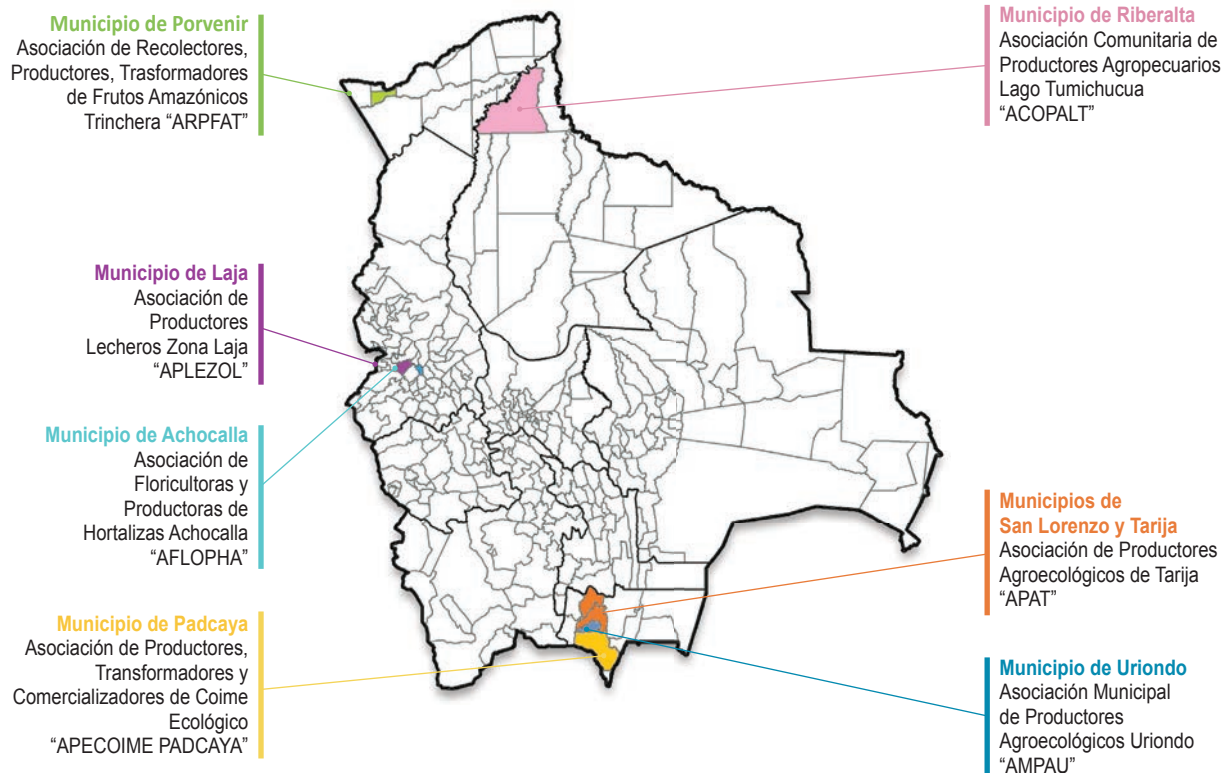 Municipio de Porvenir
Asociación de Recolectores,
Productores, Trasformadores
de Frutos Amazónicos
Trinchera “ARPFAT”
Municipio de Laja
Asociación de
Productores
Lecheros Zona Laja
“APLEZOL”
Municipio de Achocalla
Asociación de
Floricultoras y
Productoras de
Hortalizas Achocalla
“AFLOPHA”
Municipio de Padcaya
Asociación de Productores,
Transformadores y
Comercializadores de Coime
Ecológico
“APECOIME PADCAYA”
Municipio de Riberalta
Asociación Comunitaria de
Productores Agropecuarios
Lago Tumichucua
“ACOPALT”
Municipios de
San Lorenzo y Tarija
Asociación de Productores
Agroecológicos de Tarija
“APAT”
Municipio de Uriondo
Asociación Municipal
de Productores
Agroecológicos Uriondo
“AMPAU”